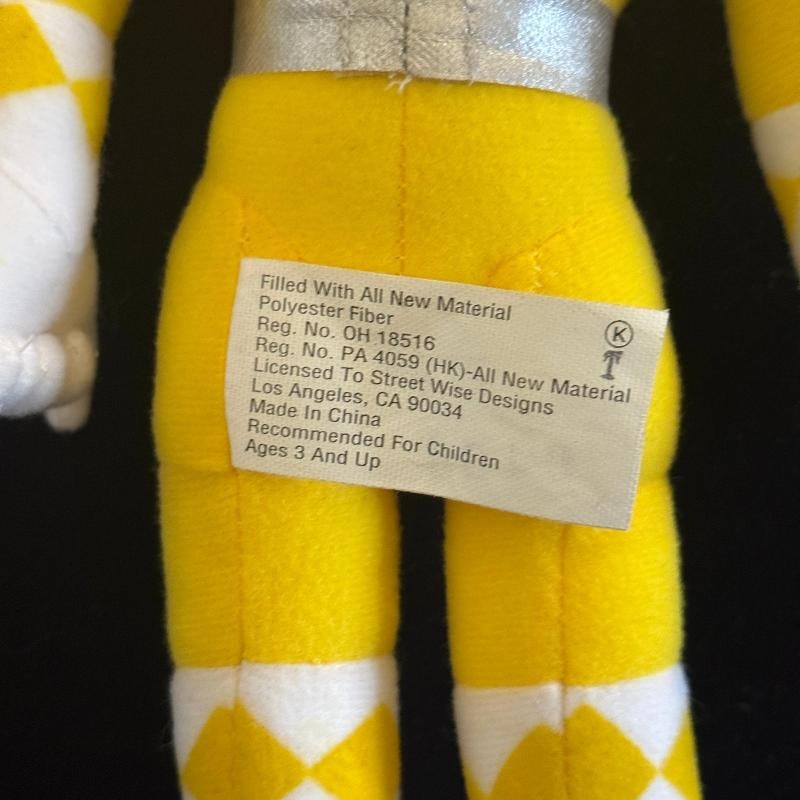 Filled With All New Material
Polyester Fiber
Reg. No. OH 18516
Reg. No. PA 4059 (HK)-All New Material
Licensed To Street Wise Designs
Los Angeles, CA 90034
Made In China
Recommended For Children
Ages 3 And Up
K